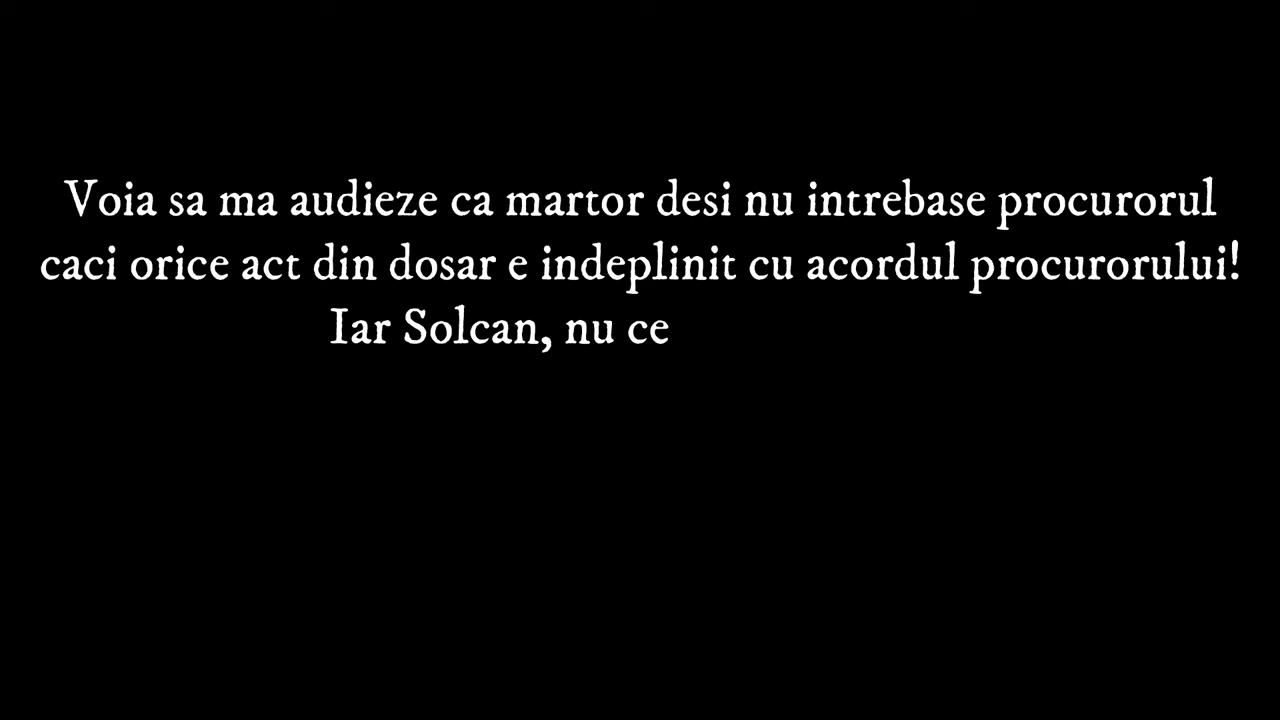 Voia sa ma audieze ca martor desi nu intrebase procurorul
caci orice act din dosar e indeplinit cu acordul procurorului!
Iar Solcan, nu ce